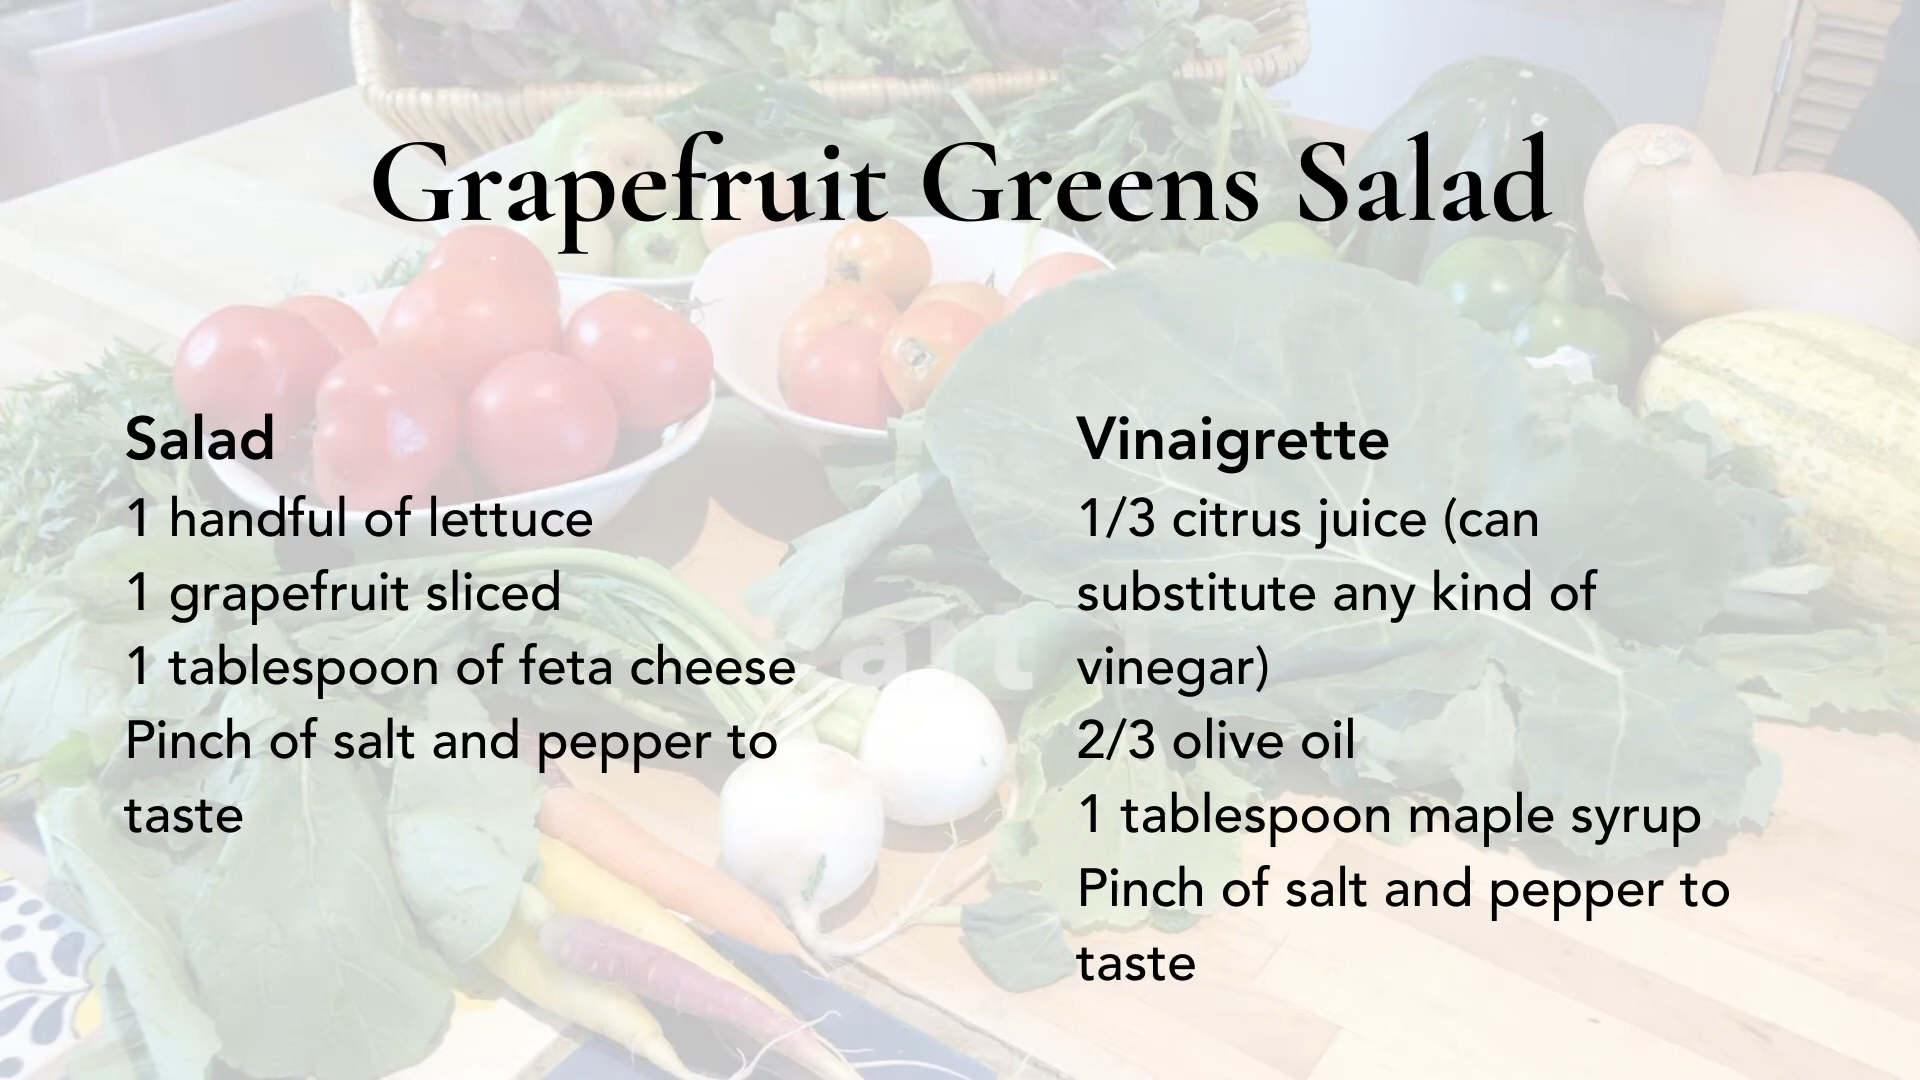 Grapefruit Greens Salad
Salad
1 handful of lettuce
1 grapefruit sliced
1 tablespoon of feta cheese
Pinch of salt and pepper to
taste
Vinaigrette
1/3 citrus juice (can
substitute any kind of
vinegar)
2/3 olive oil
1 tablespoon maple syrup
Pinch of salt and pepper to
taste